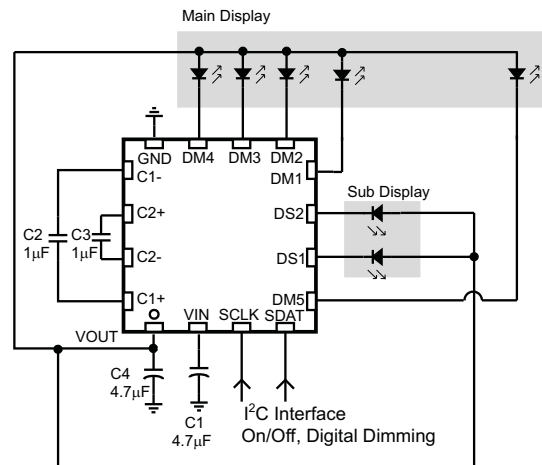 Main Display
GND
DM4
DM3
DM2
C1-
DM1
Sub Display
C2+
DS2
C2
1μF
C3
1μF
C2-
DS1
C1+
DM5
VIN
SCLK
SDAT
VOUT
C4
4.7μF
C1
4.7μF
I²C Interface
On/Off, Digital Dimming